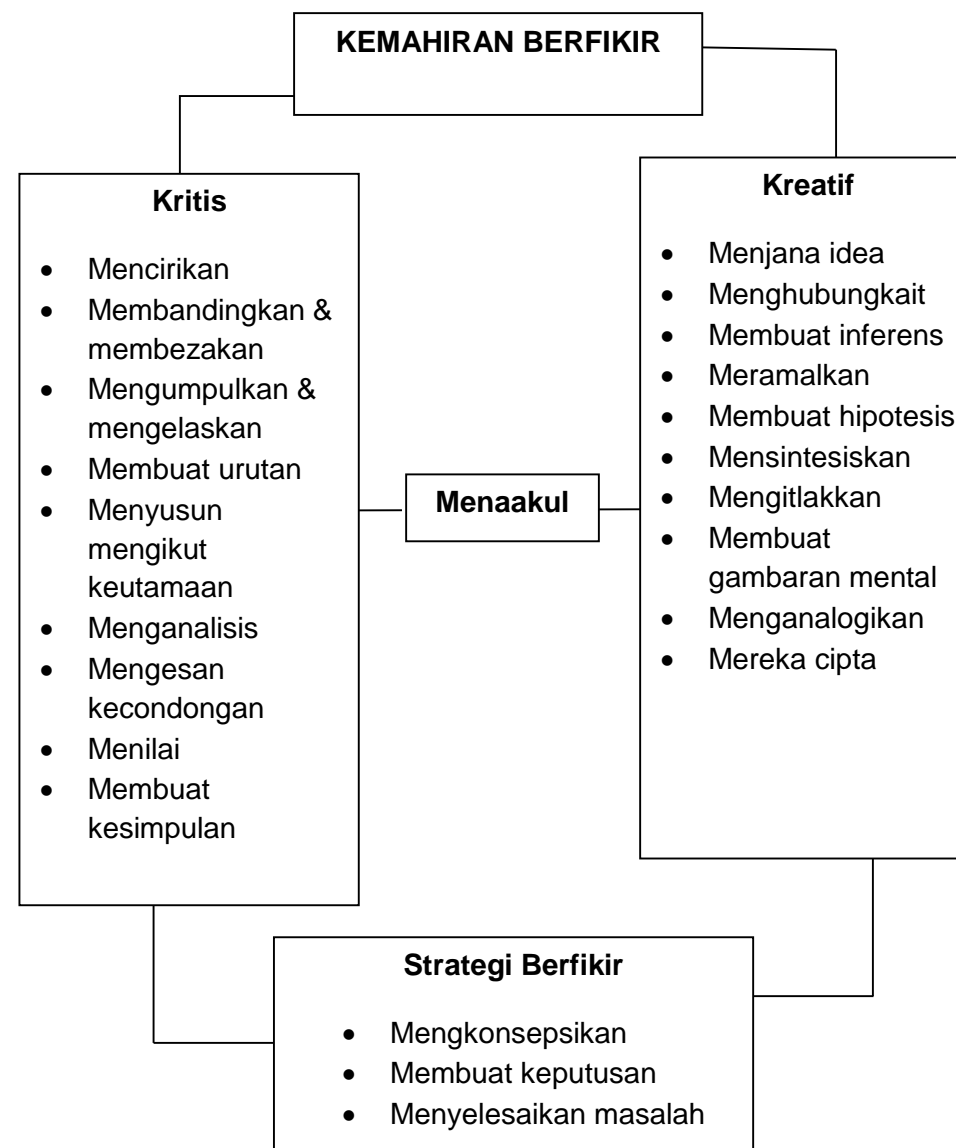 KEMAHIRAN BERFIKIR
Kritis
• Mencirikan
• Membandingkan &
membezakan
• Mengumpulkan &
mengelaskan
• Membuat urutan
• Menyusun
mengikut
keutamaan
• Menganalisis
• Mengesan
kecondongan
• Menilai
• Membuat
kesimpulan
Menaakul
Kreatif
• Menjana idea
• Menghubungkait
• Membuat inferens
• Meramalkan
• Membuat hipotesis
• Mensintesiskan
• Mengitlakkan
• Membuat
gambaran mental
• Menganalogikan
• Mereka cipta
Strategi Berfikir
• Mengkonsepsikan
• Membuat keputusan
• Menyelesaikan masalah